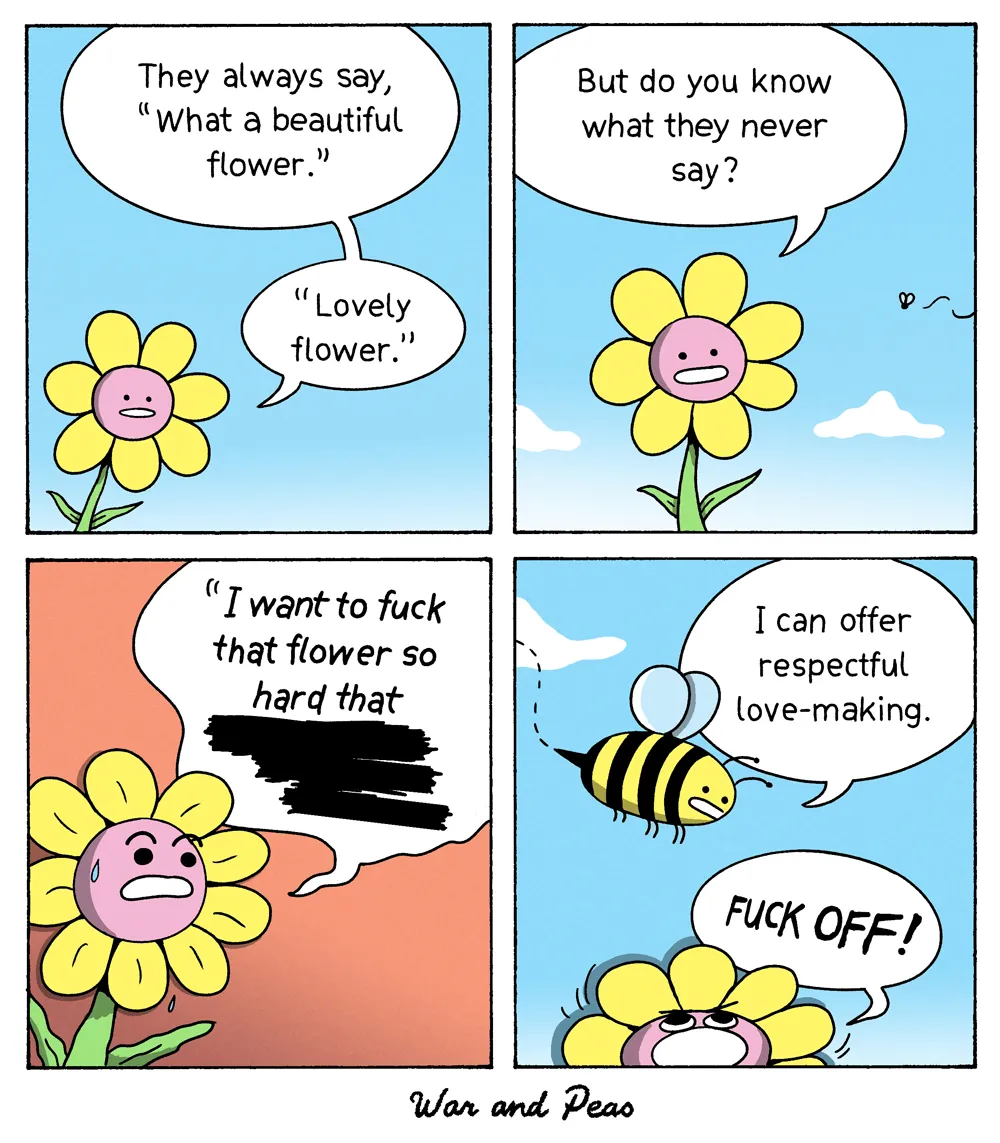 They always say,
“What a beautiful
flower.”
“Lovely
flower.”
But do you know
what they never
say?
“I want to fuck
that flower so
hard that
I can offer
respectful
love-making.
FUCK OFF!
War and Peas